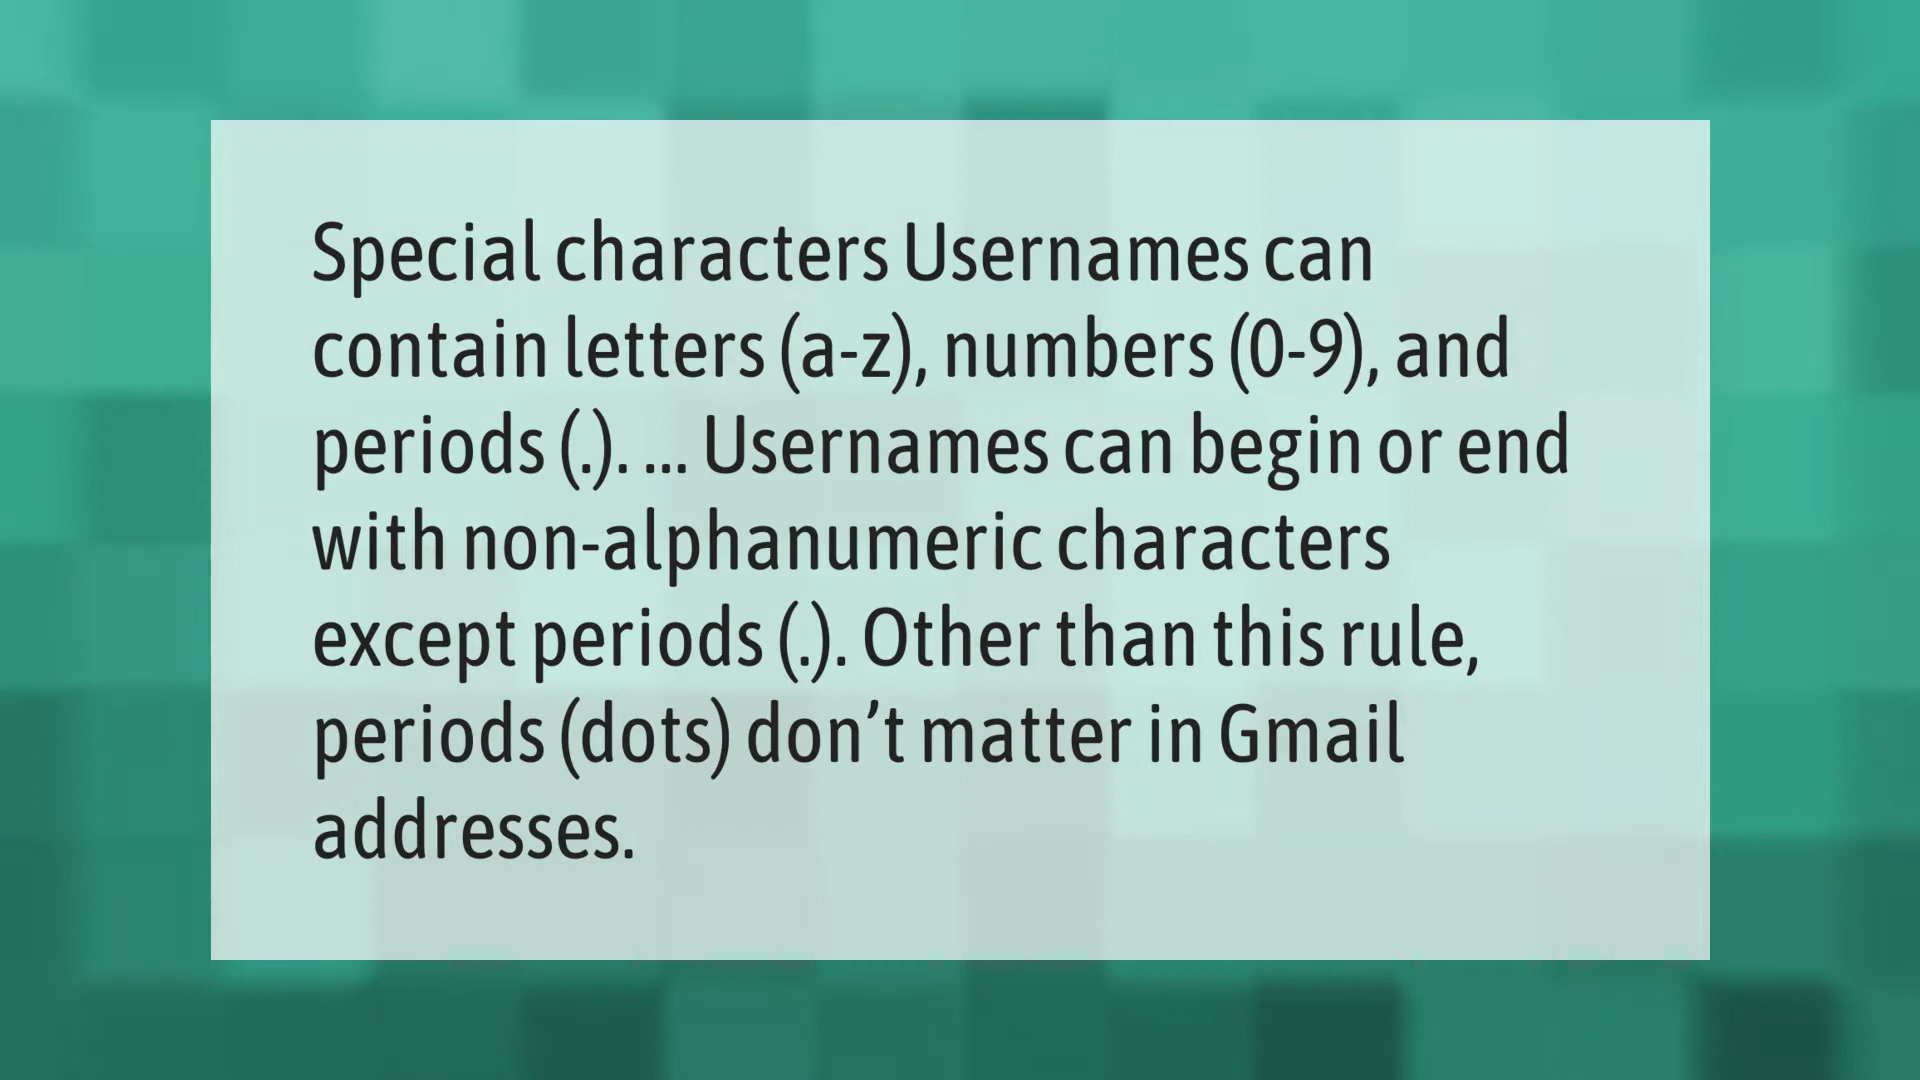 Special characters Usernames can
contain letters (a-z), numbers (0-9), and
periods (.). ... Usernames can begin or end
with non-alphanumeric characters
except periods (.). Other than this rule,
periods (dots) don’t matter in Gmail
addresses.